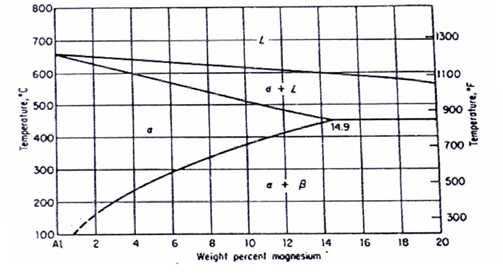 800
700
600
500
400
300
200
100
Temperature, °C
L
α + L
α
14.9
α + β
1300
1100
900
700
500
300
Temperature, °F
Al 2 4 6 8 10 12 14 16 18 20
Weight percent magnesium